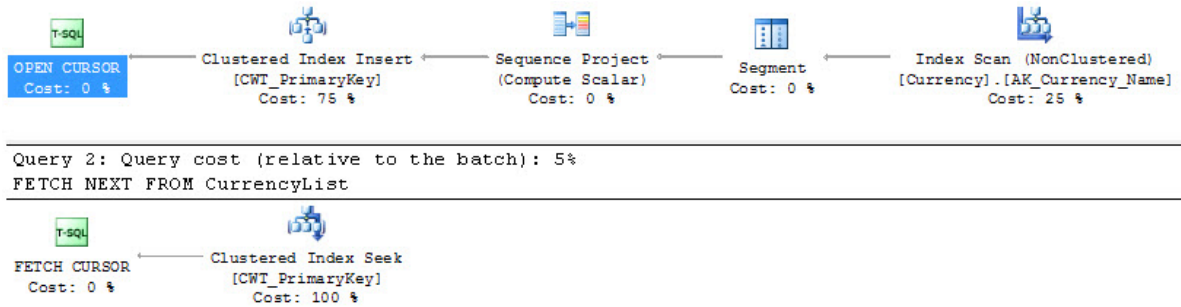 T-SQL
OPEN CURSOR
Cost: 0 %
Clustered Index Insert
[CWT_PrimaryKey]
Cost: 75 %
Sequence Project
(Compute Scalar)
Cost: 0 %
Segment
Cost: 0 %
Index Scan (NonClustered)
[Currency].[AK_Currency_Name]
Cost: 25 %
Query 2: Query cost (relative to the batch): 5%
FETCH NEXT FROM CurrencyList
T-SQL
FETCH CURSOR
Cost: 0 %
Clustered Index Seek
[CWT_PrimaryKey]
Cost: 100 %